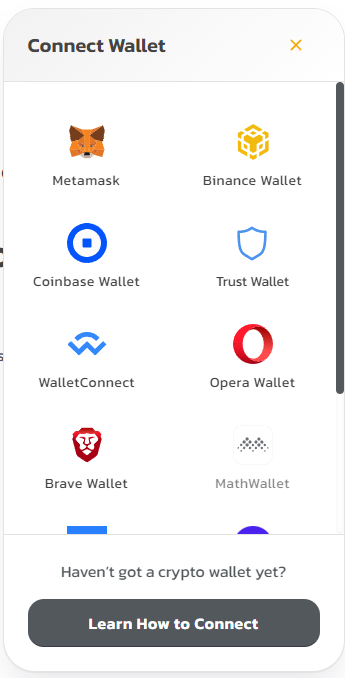 Connect Wallet
Metamask
Binance Wallet
Coinbase Wallet
Trust Wallet
WalletConnect
Opera Wallet
Brave Wallet
MathWallet
Haven't got a crypto wallet yet?
Learn How to Connect